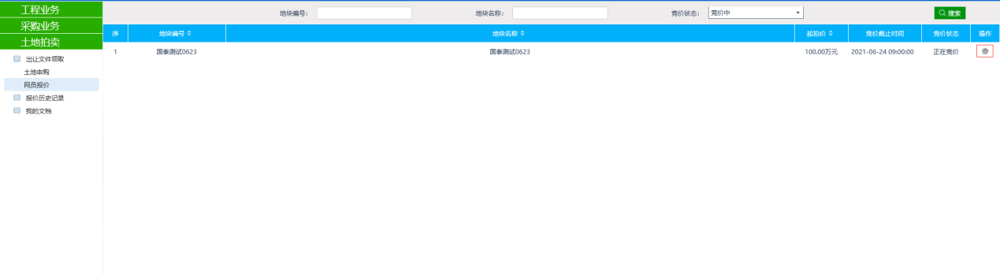 工程业务
采购业务
土地拍卖
出让文件领取
土地申购
网员报价
报价历史记录
我的文档
地块编号： 地块名称： 竞价状态： 竞价中 搜索
序 地块编号 地块名称 起拍价 竞价截止时间 竞价状态 操作
1 国泰测试0623 国泰测试0623 100.00万元 2021-06-24 09:00:00 正在竞价